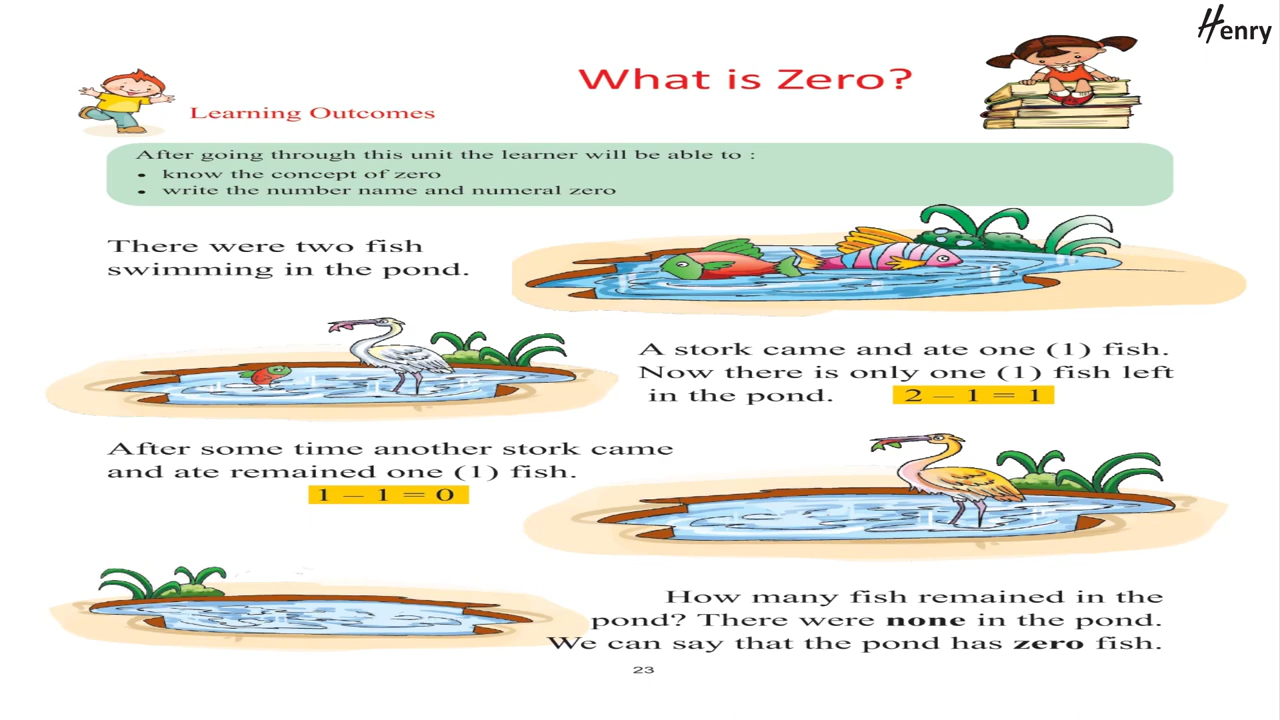 Henry
What is Zero?
Learning Outcomes
After going through this unit the learner will be able to :
• know the concept of zero
• write the number name and numeral zero
There were two fish
swimming in the pond.
A stork came and ate one (1) fish.
Now there is only one (1) fish left
in the pond. 2 – 1 = 1
After some time another stork came
and ate remained one (1) fish.
1 – 1 = 0
How many fish remained in the
pond? There were none in the pond.
We can say that the pond has zero fish.
23